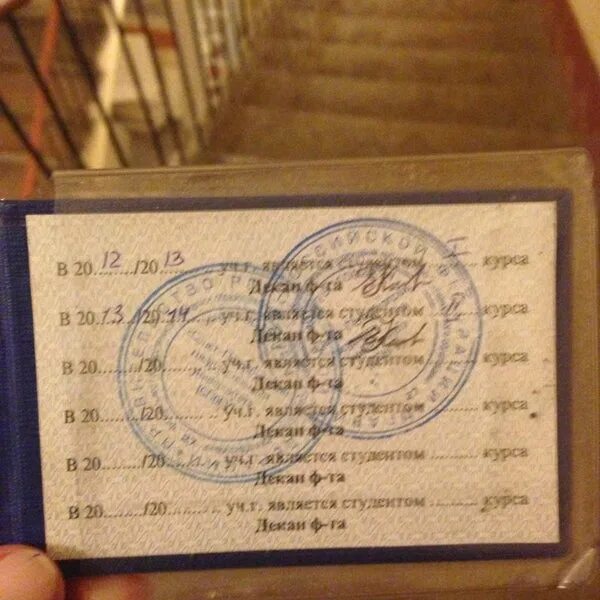 В 20 12 /20 13 уч.г. является студентом I курса
Декан ф-та
В 20 13 /20 14 уч.г. является студентом II курса
Декан ф-та
В 20......../20........ уч.г. является студентом ........ курса
Декан ф-та
В 20......../20........ уч.г. является студентом ........ курса
Декан ф-та
В 20......../20........ уч.г. является студентом ........ курса
Декан ф-та
В 20......../20........ уч.г. является студентом ........ курса
Декан ф-та